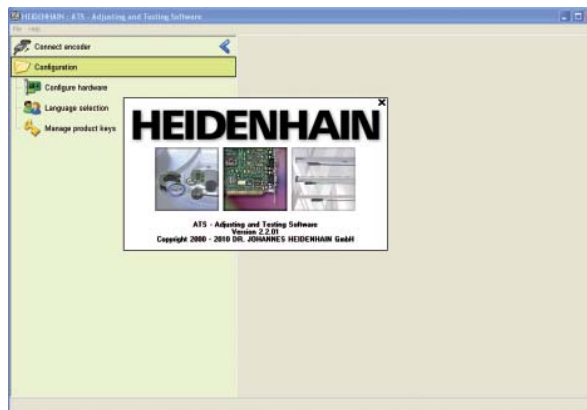 HEIDENHAIN : ATS - Adjusting and Testing Software
File Help
Connect encoder
Configuration
Configure hardware
Language selection
Manage product keys
HEIDENHAIN
ATS - Adjusting and Testing Software
Version 2.2.01
Copyright 2000 - 2010 DR. JOHANNES HEIDENHAIN GmbH